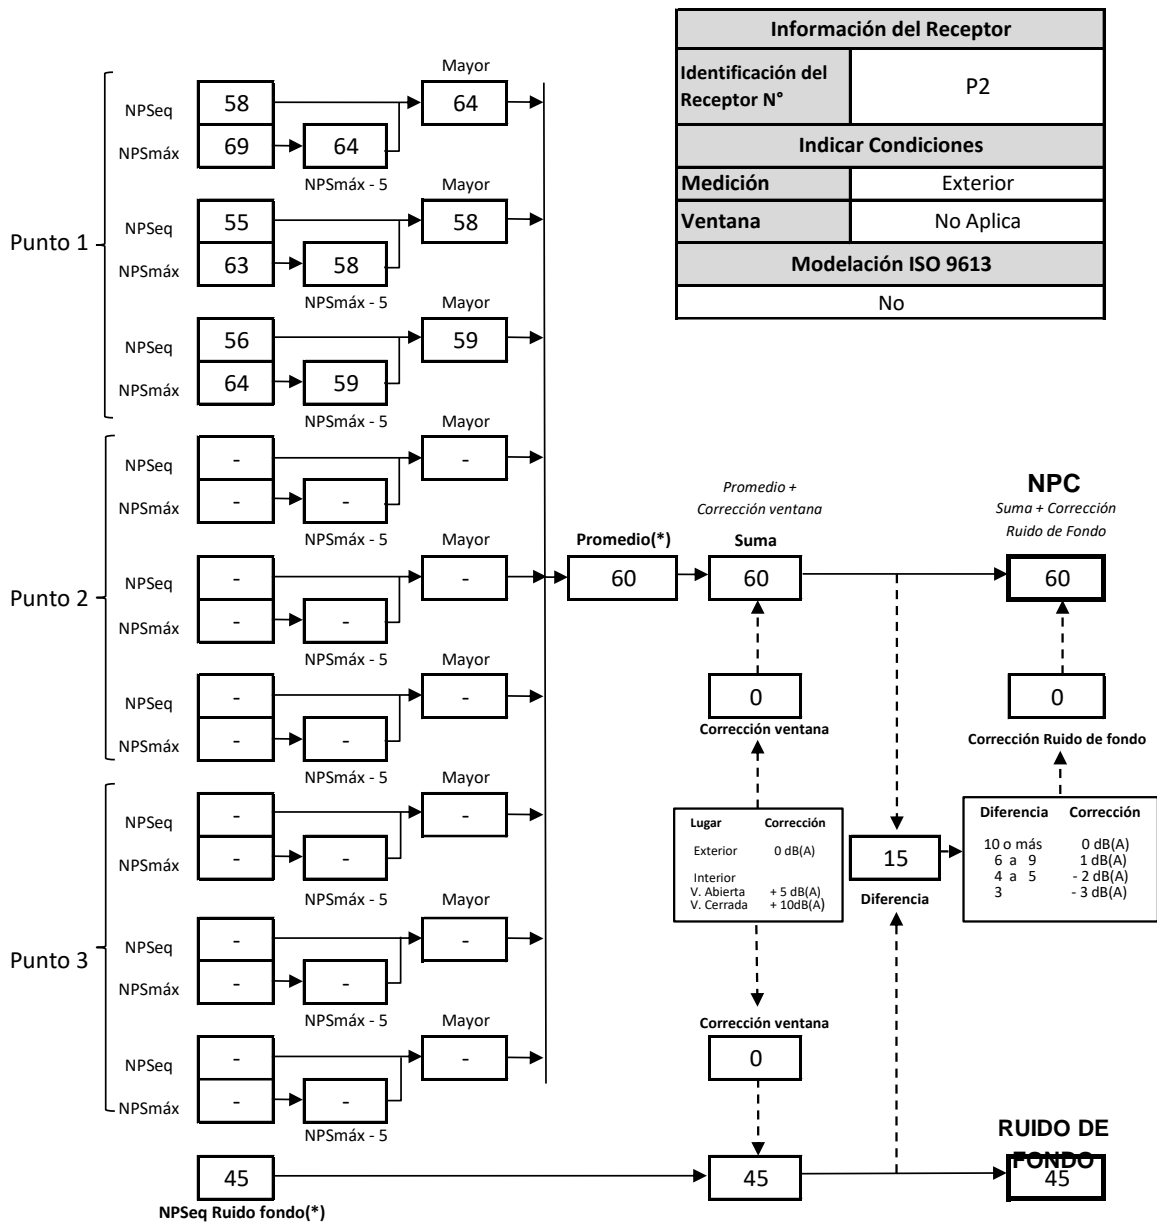 Información del Receptor
Identificación del Receptor N°
P2
Indicar Condiciones
Medición
Exterior
Ventana
No Aplica
Modelación ISO 9613
No
Punto 1
Mayor
NPSeq
58
64
NPSmáx
69
64
NPSmáx - 5
Mayor
NPSeq
55
58
NPSmáx
63
58
NPSmáx - 5
Mayor
NPSeq
56
59
NPSmáx
64
59
NPSmáx - 5
Punto 2
Mayor
NPSeq
-
-
NPSmáx
-
-
NPSmáx - 5
Mayor
NPSeq
-
-
NPSmáx
-
-
NPSmáx - 5
Mayor
NPSeq
-
-
NPSmáx
-
-
NPSmáx - 5
Punto 3
Mayor
NPSeq
-
-
NPSmáx
-
-
NPSmáx - 5
Mayor
NPSeq
-
-
NPSmáx
-
-
NPSmáx - 5
Mayor
NPSeq
-
-
NPSmáx
-
-
NPSmáx - 5
Promedio(*)
60
Promedio +
Corrección ventana
Suma
60
NPC
Suma + Corrección
Ruido de Fondo
60
0
Corrección ventana
0
Corrección Ruido de fondo
Lugar Corrección
Exterior 0 dB(A)
Interior
V. Abierta + 5 dB(A)
V. Cerrada + 10dB(A)
15
Diferencia
Diferencia Corrección
10 o más 0 dB(A)
6 a 9 1 dB(A)
4 a 5 - 2 dB(A)
3 - 3 dB(A)
Corrección ventana
0
45
NPSeq Ruido fondo(*)
45
RUIDO DE
FONDO
45